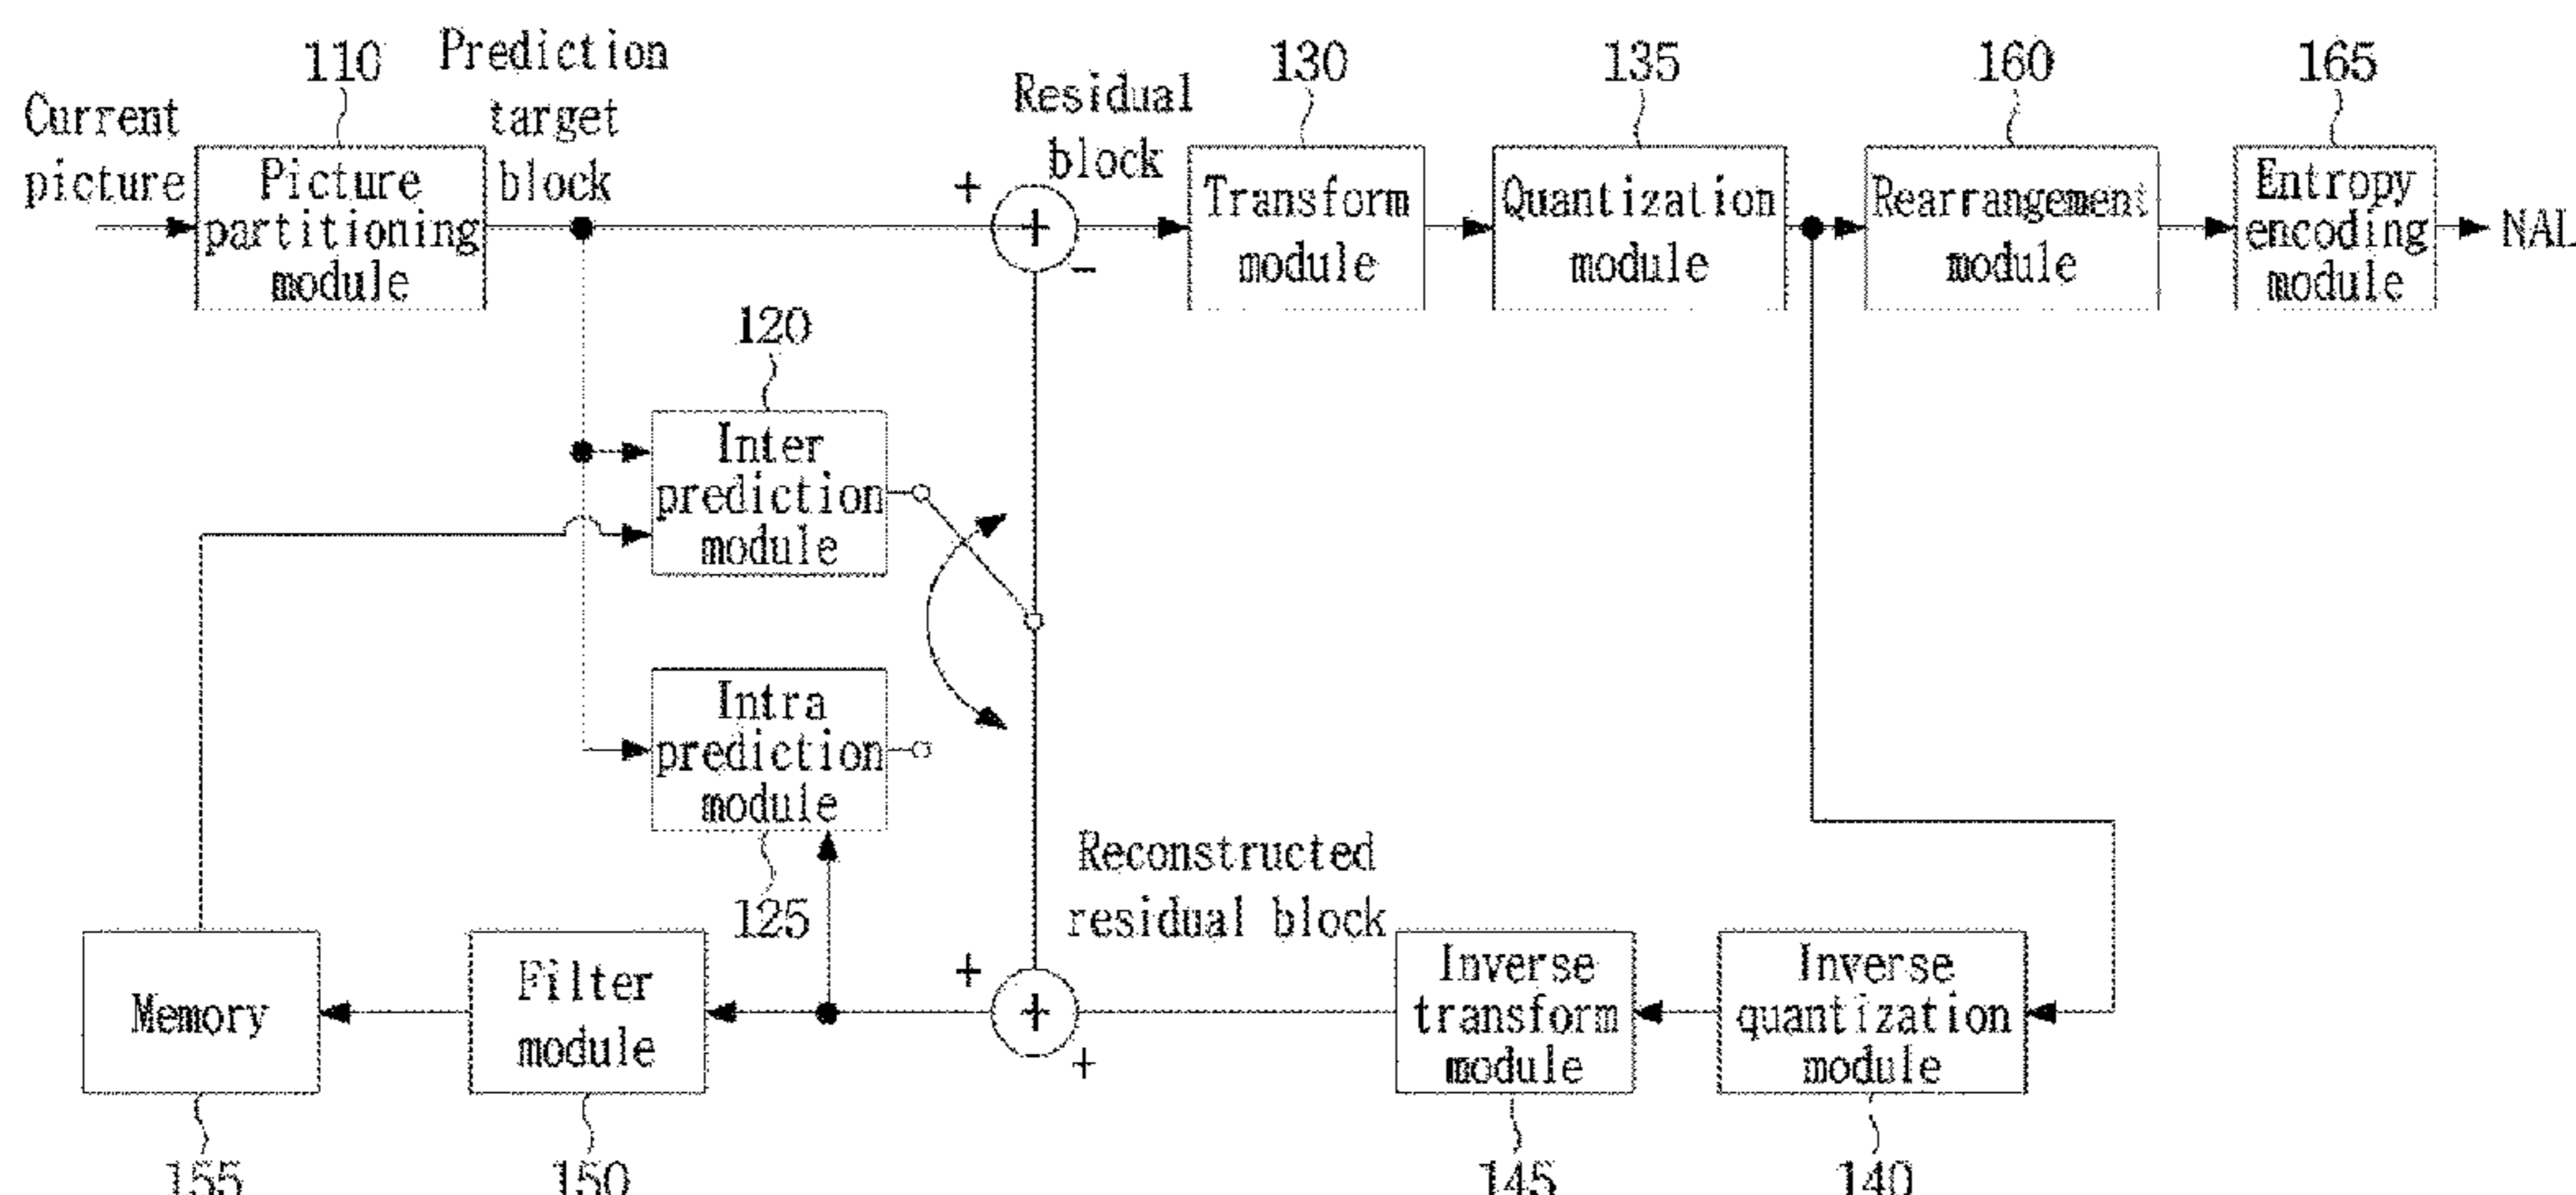 110
Prediction
target
block
Current
picture
Picture
partitioning
module
Residual
block
130
Transform
module
135
Quantization
module
160
Rearrangement
module
165
Entropy
encoding
module
NAL
+
+
−
120
Inter
prediction
module
Intra
prediction
module
125
Reconstructed
residual block
Memory
155
Filter
module
150
+
+
+
Inverse
transform
module
145
Inverse
quantization
module
140